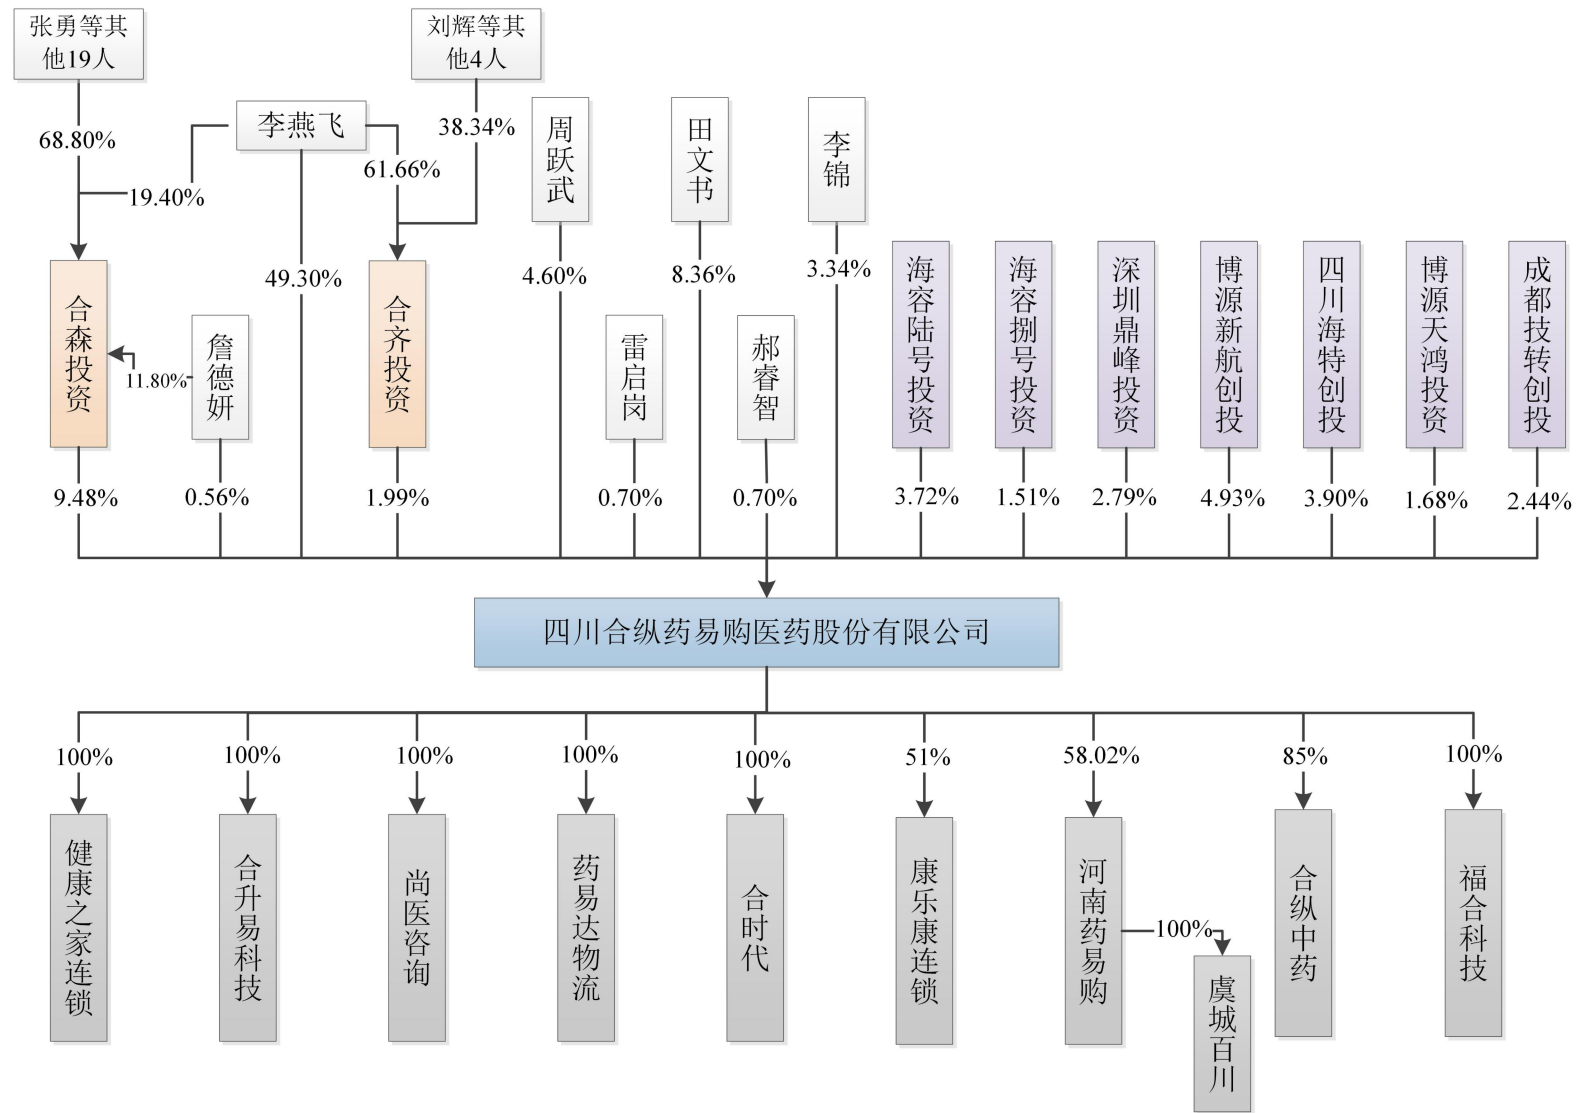 张勇等其
他19人
刘辉等其
他4人
68.80%
李燕飞
38.34%
周跃武
田文书
李锦
19.40%
61.66%
49.30%
4.60%
8.36%
3.34%
合森投资
11.80%
詹德妍
合齐投资
雷启岗
郝睿智
海容陆号投资
海容捌号投资
深圳鼎峰投资
博源新航创投
四川海特创投
博源天鸿投资
成都技转创投
9.48%
0.56%
1.99%
0.70%
0.70%
3.72%
1.51%
2.79%
4.93%
3.90%
1.68%
2.44%
四川合纵药易购医药股份有限公司
100%
100%
100%
100%
100%
51%
58.02%
85%
100%
健康之家连锁
合升易科技
尚医咨询
药易达物流
合时代
康乐康连锁
河南药易购
100%
虞城百川
合纵中药
福合科技